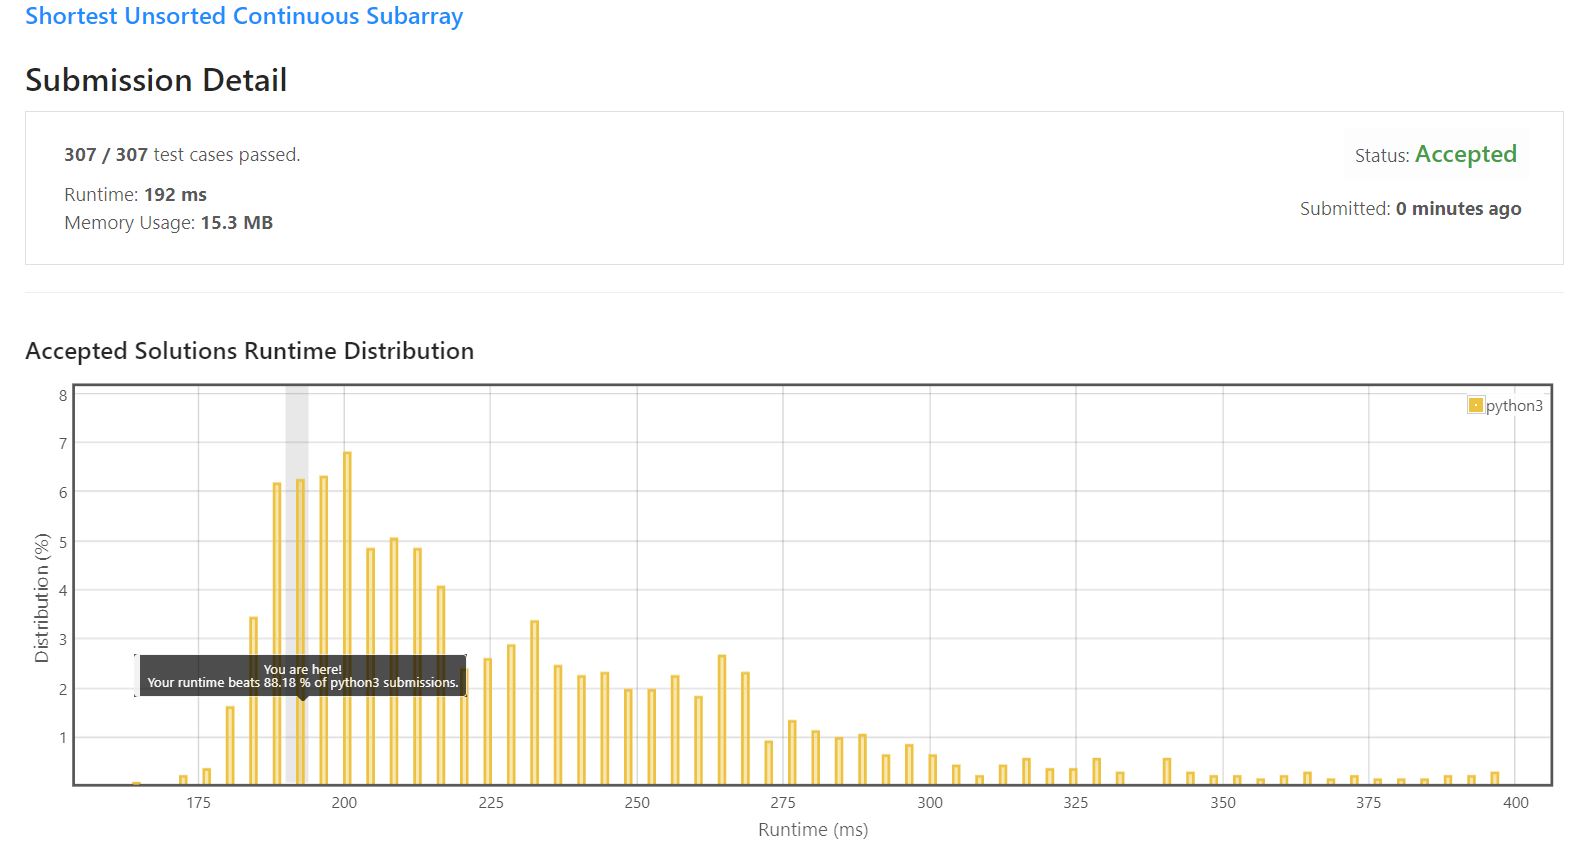 Shortest Unsorted Continuous Subarray
Submission Detail
307 / 307 test cases passed.
Status: Accepted
Runtime: 192 ms
Memory Usage: 15.3 MB
Submitted: 0 minutes ago
Accepted Solutions Runtime Distribution
8
7
6
5
4
3
2
1
Distribution (%)
python3
You are here!
Your runtime beats 88.18 % of python3 submissions.
175 200 225 250 275 300 325 350 375 400
Runtime (ms)